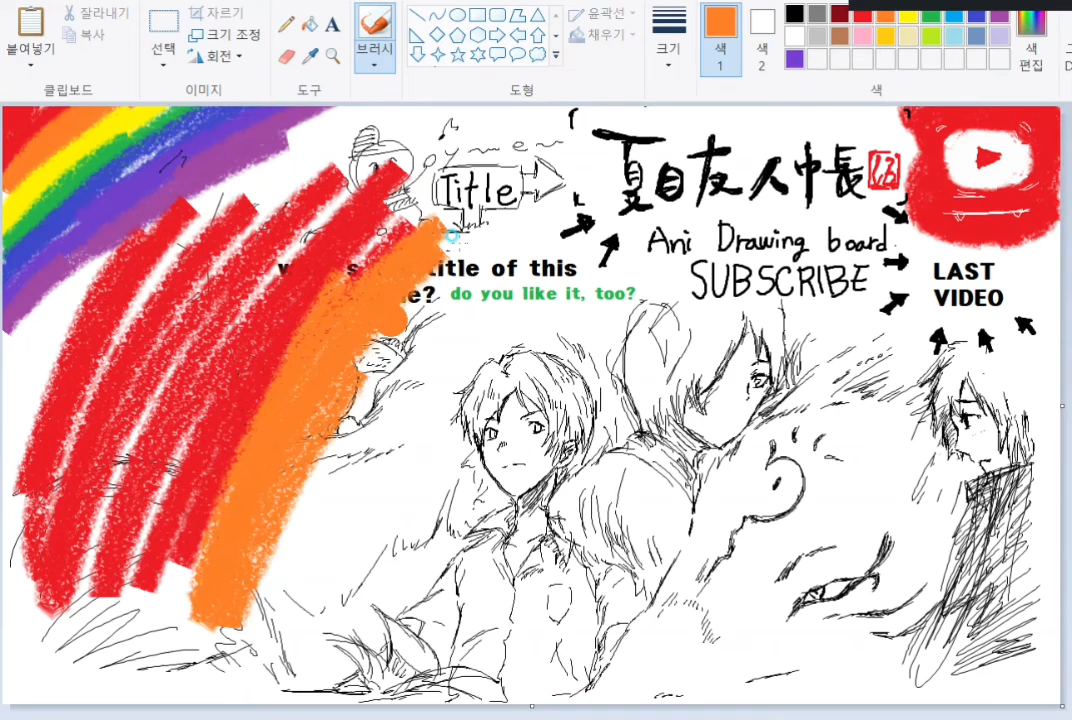 붙여넣기
잘라내기
복사
클립보드
선택
자르기
크기 조정
회전
이미지
A
도구
브러시
윤곽선
채우기
도형
크기
색
1
색
2
색
편집
색
Title
夏目友人帳
Ani Drawing board
SUBSCRIBE
title of this
e? do you like it, too?
LAST
VIDEO